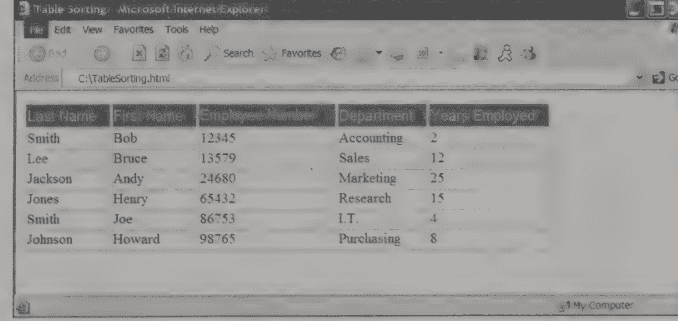 Table Sorting - Microsoft Internet Explorer
File Edit View Favorites Tools Help
Back Search Favorites
Address C:\TableSorting.html Go
Last Name First Name Employee Number Department Years Employed
Smith Bob 12345 Accounting 2
Lee Bruce 13579 Sales 12
Jackson Andy 24680 Marketing 25
Jones Henry 65432 Research 15
Smith Joe 86753 I.T. 4
Johnson Howard 98765 Purchasing 8
My Computer